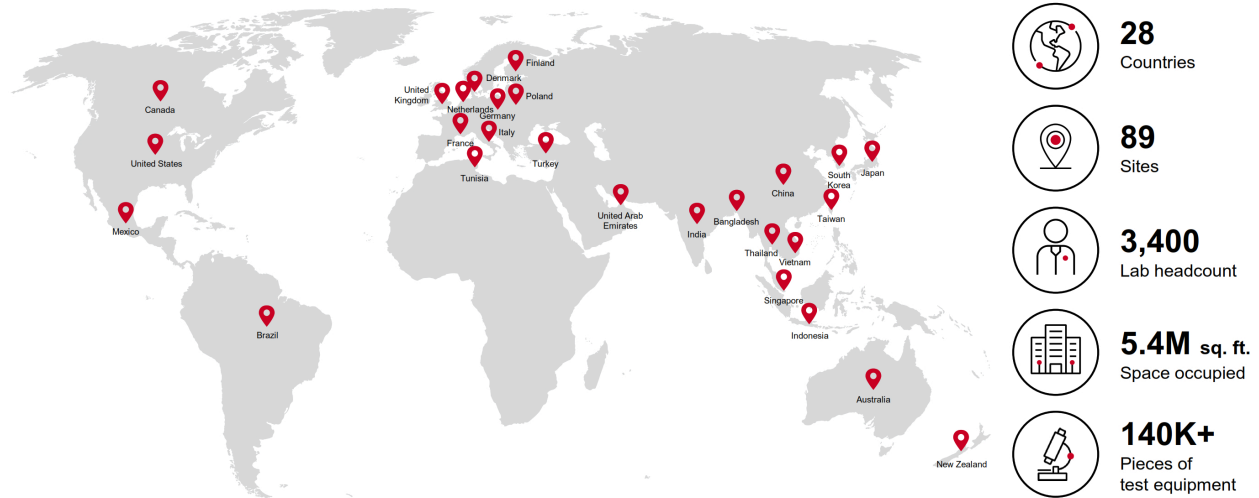 Finland
Denmark
United
Kingdom
Netherlands
Poland
Germany
Canada
France
Italy
United States
Turkey
Tunisia
South
Korea
Japan
China
United Arab
Emirates
Bangladesh
Taiwan
Mexico
India
Thailand
Vietnam
Singapore
Brazil
Indonesia
Australia
New Zealand
28
Countries
89
Sites
3,400
Lab headcount
5.4M sq. ft.
Space occupied
140K+
Pieces of
test equipment